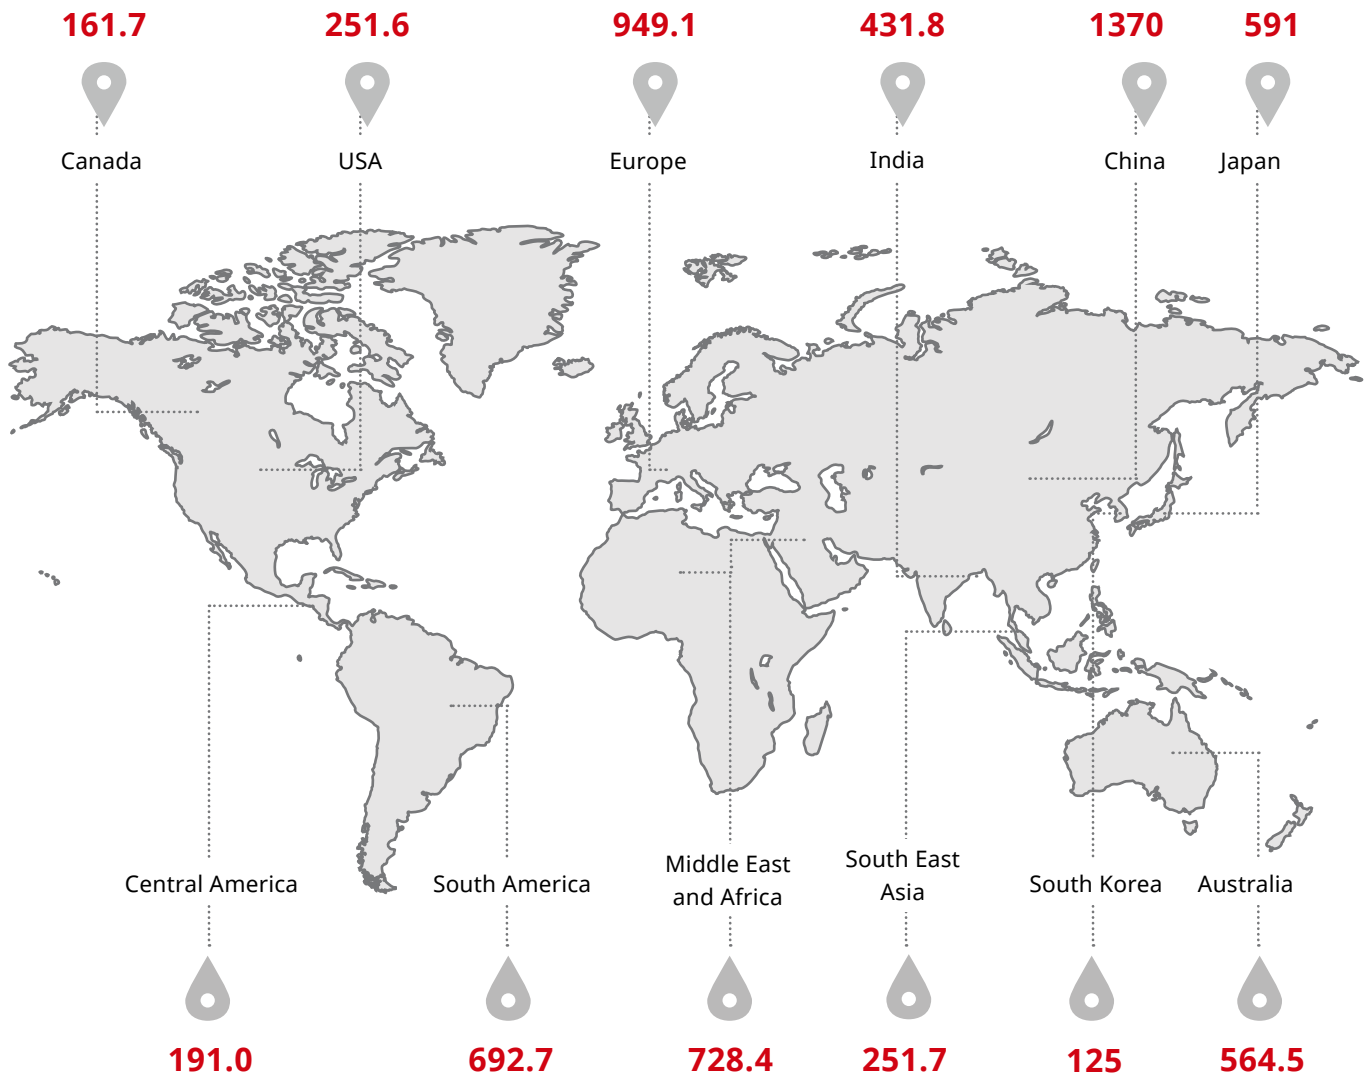 161.7
251.6
949.1
431.8
1370
591
Canada
USA
Europe
India
China
Japan
Central America
South America
Middle East
and Africa
South East
Asia
South Korea
Australia
191.0
692.7
728.4
251.7
125
564.5